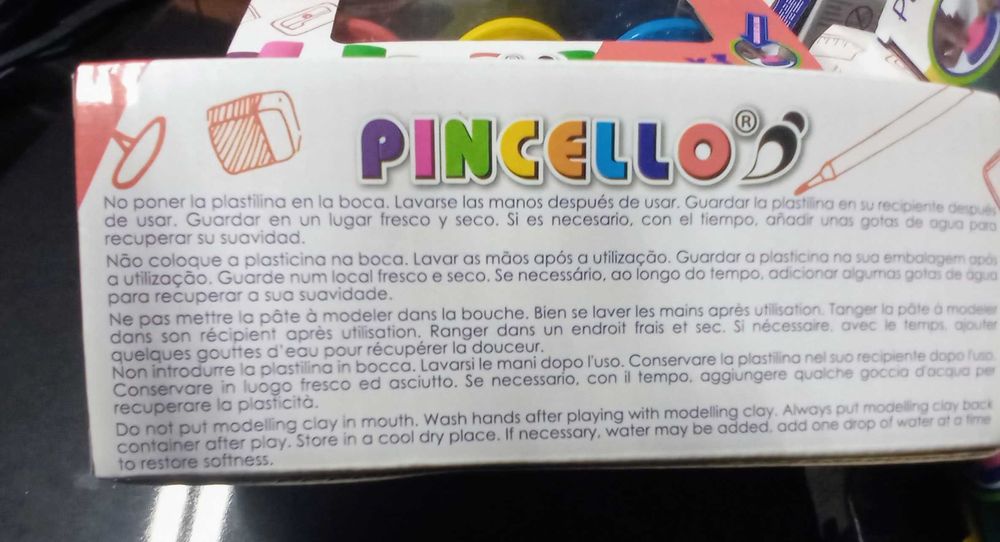 PINCELLO®
No poner la plastilina en la boca. Lavarse las manos después de usar. Guardar la plastilina en su recipiente después
de usar. Guardar en un lugar fresco y seco. Si es necesario, con el tiempo, añadir unas gotas de agua para
recuperar su suavidad.
Não coloque a plasticina na boca. Lavar as mãos após a utilização. Guardar a plasticina na sua embalagem após
a utilização. Guarde num local fresco e seco. Se necessário, ao longo do tempo, adicionar algumas gotas de água
para recuperar a sua suavidade.
Ne pas mettre la pâte à modeler dans la bouche. Bien se laver les mains après utilisation. Tanger la pâte à modeler
dans son récipient après utilisation. Ranger dans un endroit frais et sec. Si nécessaire, avec le temps, ajouter
quelques gouttes d'eau pour récupérer la douceur.
Non introdurre la plastilina in bocca. Lavarsi le mani dopo l'uso. Conservare la plastilina nel suo recipiente dopo l'uso.
Conservare in luogo fresco ed asciutto. Se necessario, con il tempo, aggiungere qualche goccia d'acqua per
recuperare la plasticità.
Do not put modelling clay in mouth. Wash hands after playing with modelling clay. Always put modelling clay back
container after play. Store in a cool dry place. If necessary, water may be added, add one drop of water at a time
to restore softness.